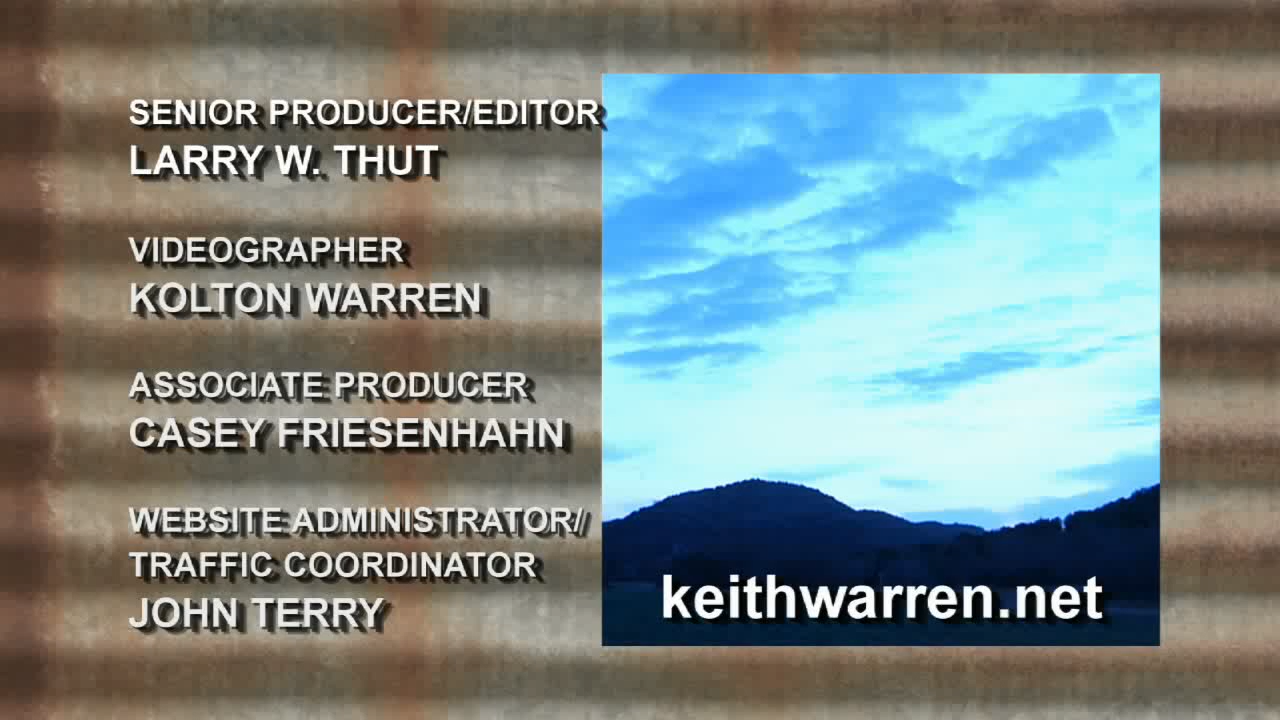 SENIOR PRODUCER/EDITOR
LARRY W. THUT
VIDEOGRAPHER
KOLTON WARREN
ASSOCIATE PRODUCER
CASEY FRIESENHAHN
WEBSITE ADMINISTRATOR/
TRAFFIC COORDINATOR
JOHN TERRY
keithwarren.net